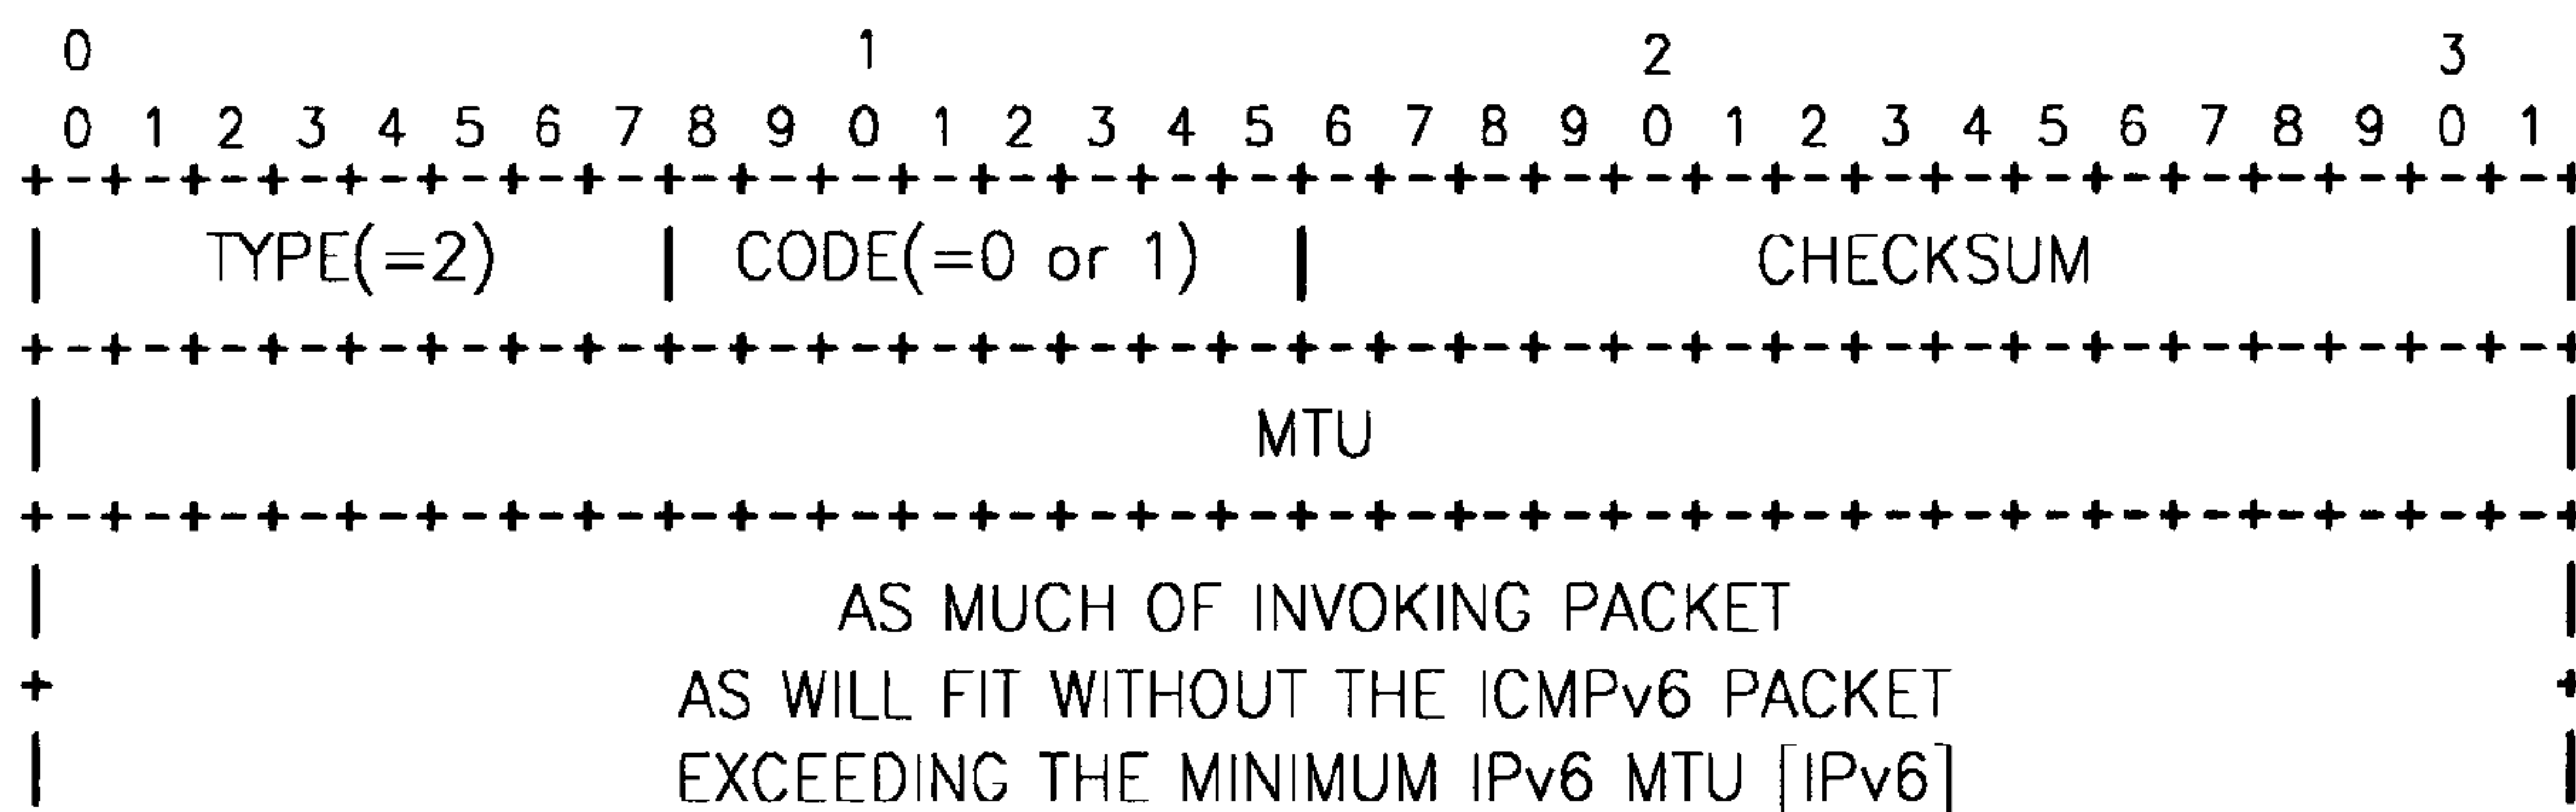 0 1 2 3
0 1 2 3 4 5 6 7 8 9 0 1 2 3 4 5 6 7 8 9 0 1 2 3 4 5 6 7 8 9 0 1
+-+-+-+-+-+-+-+-+-+-+-+-+-+-+-+-+-+-+-+-+-+-+-+-+-+-+-+-+-+-+-+-+
| TYPE(=2) | CODE(=0 or 1) | CHECKSUM |
+-+-+-+-+-+-+-+-+-+-+-+-+-+-+-+-+-+-+-+-+-+-+-+-+-+-+-+-+-+-+-+-+
| MTU |
+-+-+-+-+-+-+-+-+-+-+-+-+-+-+-+-+-+-+-+-+-+-+-+-+-+-+-+-+-+-+-+-+
| AS MUCH OF INVOKING PACKET |
+ AS WILL FIT WITHOUT THE ICMPv6 PACKET +
| EXCEEDING THE MINIMUM IPv6 MTU [IPv6] |